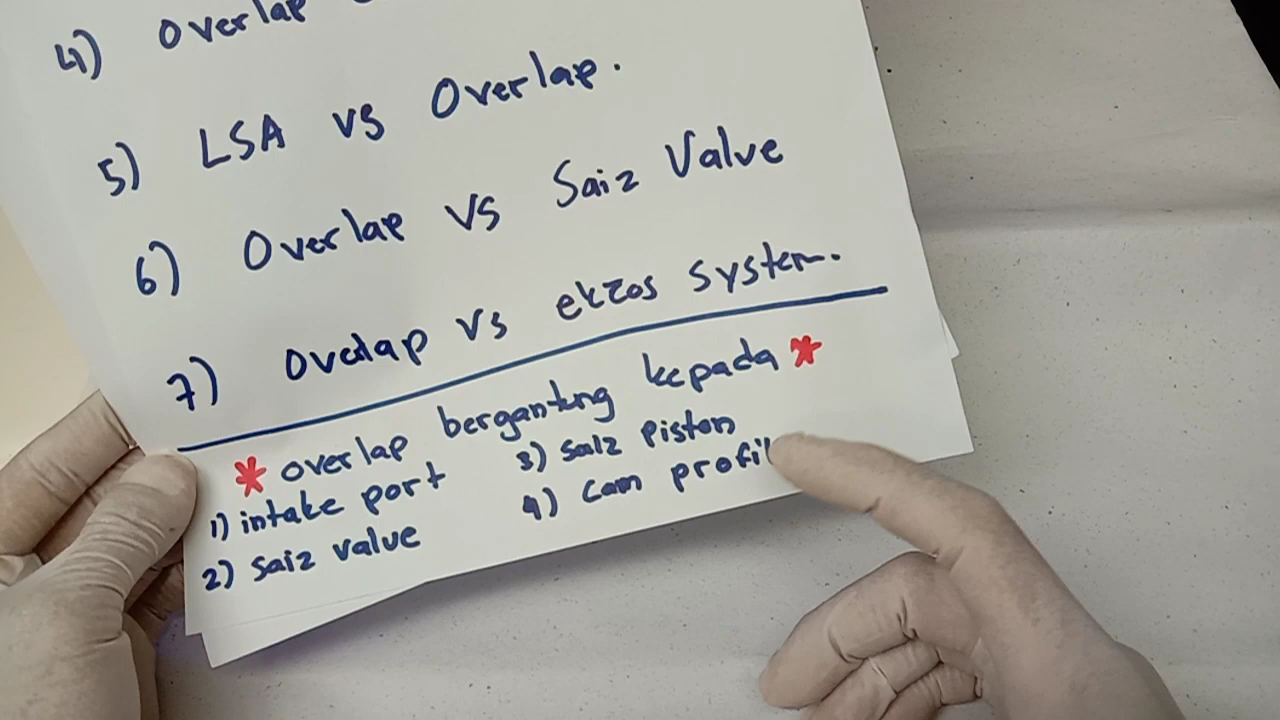 4) Overlap
5) LSA vs Overlap.
6) Overlap vs Saiz Valve
7) Overlap vs ekzos system.
* overlap bergantung kepada *
1) intake port
2) saiz valve
3) saiz piston
4) cam profil